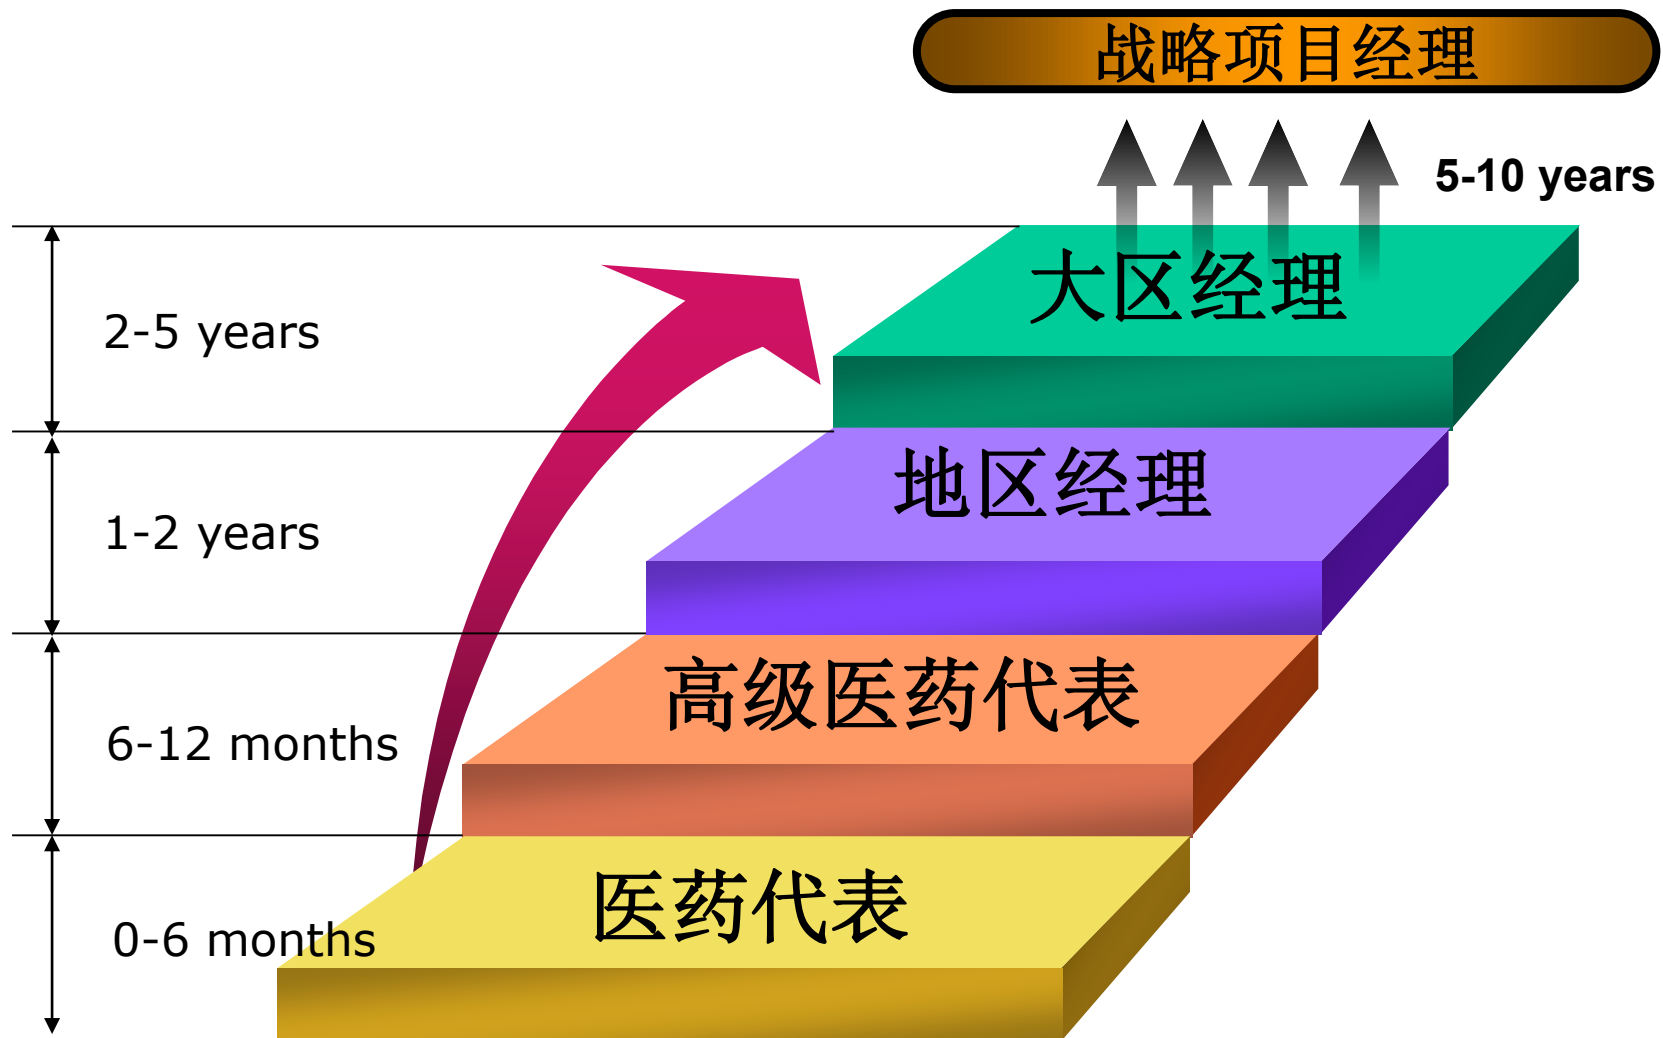 战略项目经理
5-10 years
大区经理
2-5 years
地区经理
1-2 years
高级医药代表
6-12 months
医药代表
0-6 months